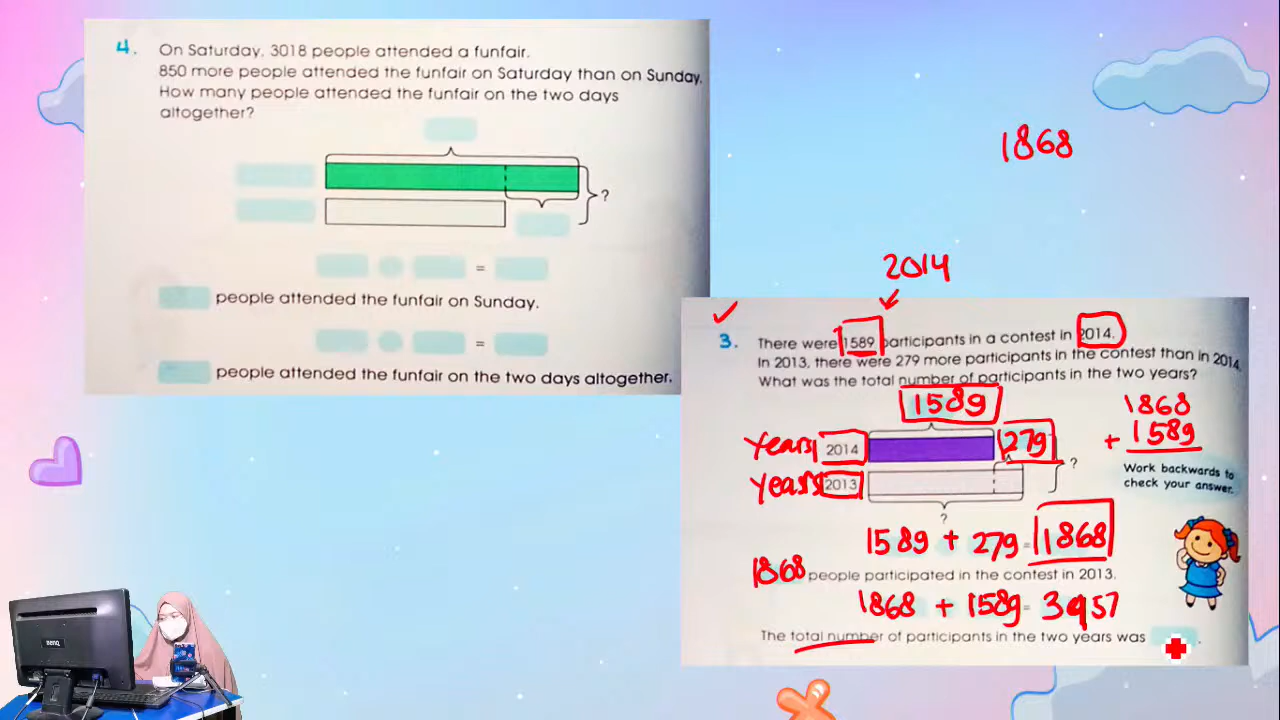 4. On Saturday, 3018 people attended a funfair.
850 more people attended the funfair on Saturday than on Sunday.
How many people attended the funfair on the two days
altogether?
?
=
people attended the funfair on Sunday.
=
people attended the funfair on the two days altogether.
1868
2014
3. There were 1589 participants in a contest in 2014.
In 2013, there were 279 more participants in the contest than in 2014.
What was the total number of participants in the two years?
1589
1868
+ 1589
Years 2014
279
?
Years 2013
Work backwards to
check your answer.
?
1589 + 279 = 1868
1868 people participated in the contest in 2013.
1868 + 1589 = 3457
The total number of participants in the two years was .
BenQ